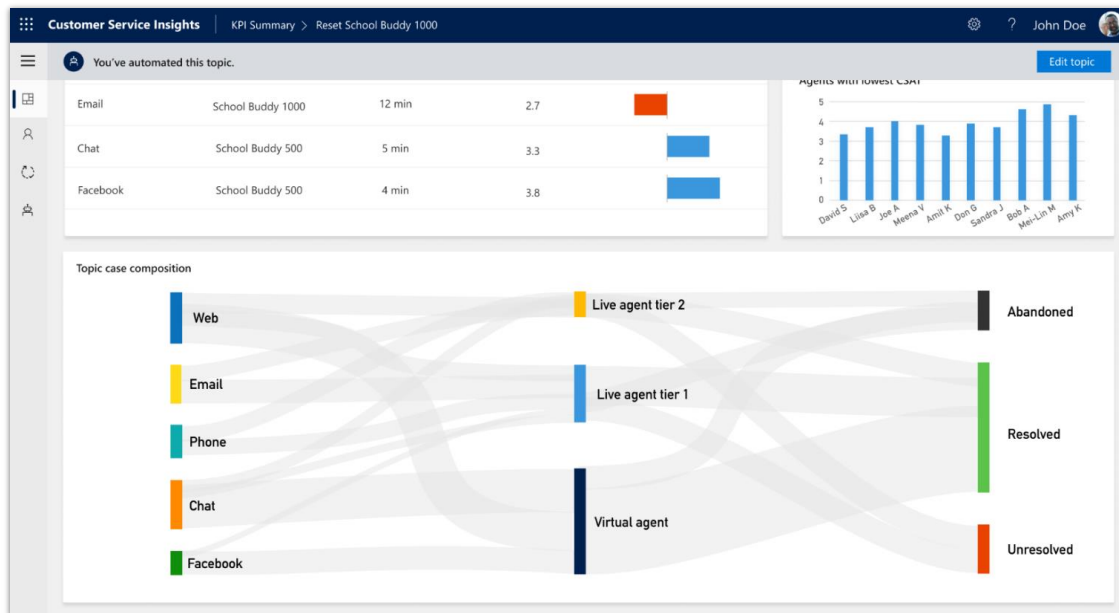 Customer Service Insights KPI Summary > Reset School Buddy 1000 ? John Doe
You've automated this topic. Edit topic
Agents with lowest CSAT
Email School Buddy 1000 12 min 2.7
Chat School Buddy 500 5 min 3.3
Facebook School Buddy 500 4 min 3.8
5
4
3
2
1
0
David S Liisa B Joe A Meena V Amit K Don G Sandra J Bob A Mei-Lin M Amy K
Topic case composition
Web
Email
Phone
Chat
Facebook
Live agent tier 2
Live agent tier 1
Virtual agent
Abandoned
Resolved
Unresolved